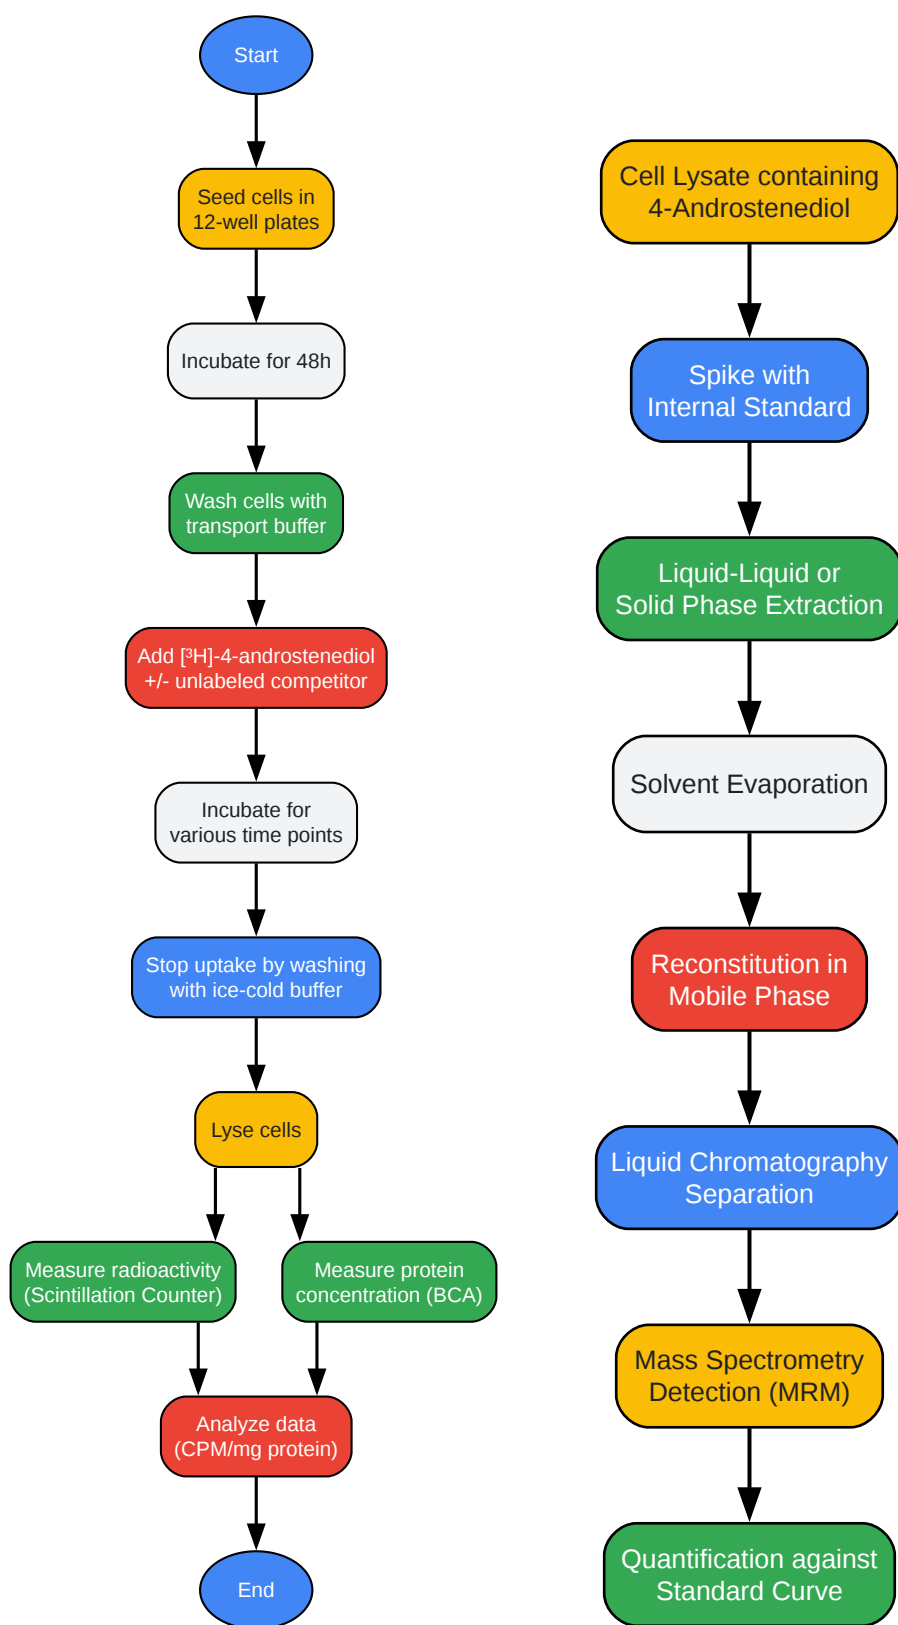 Start
Seed cells in
12-well plates
Incubate for 48h
Wash cells with
transport buffer
Add [³H]-4-androstenediol
+/- unlabeled competitor
Incubate for
various time points
Stop uptake by washing
with ice-cold buffer
Lyse cells
Measure radioactivity
(Scintillation Counter)
Measure protein
concentration (BCA)
Analyze data
(CPM/mg protein)
End
Cell Lysate containing
4-Androstenediol
Spike with
Internal Standard
Liquid-Liquid or
Solid Phase Extraction
Solvent Evaporation
Reconstitution in
Mobile Phase
Liquid Chromatography
Separation
Mass Spectrometry
Detection (MRM)
Quantification against
Standard Curve